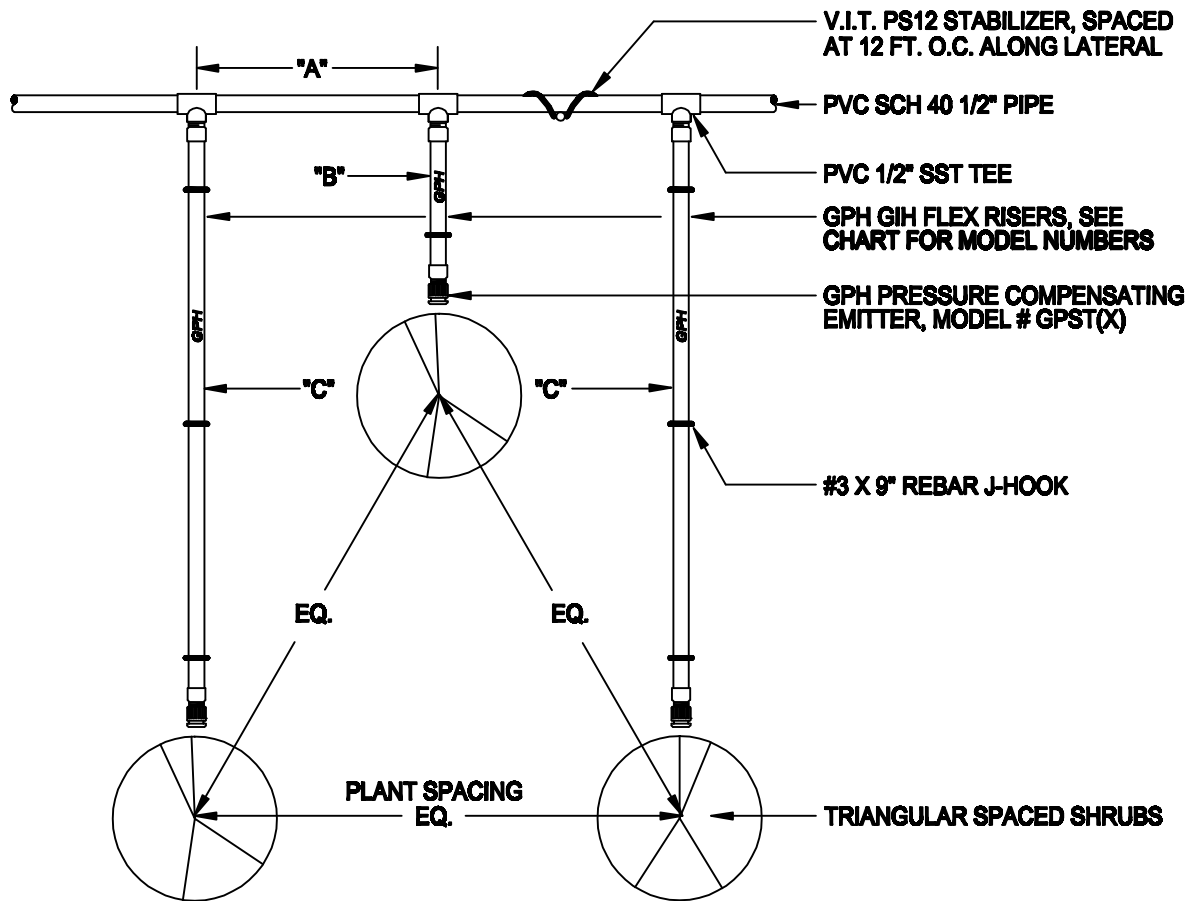 V.I.T. PS12 STABILIZER, SPACED
AT 12 FT. O.C. ALONG LATERAL
"A"
PVC SCH 40 1/2" PIPE
"B"
GPH
PVC 1/2" SST TEE
GPH GIH FLEX RISERS, SEE
CHART FOR MODEL NUMBERS
GPH PRESSURE COMPENSATING
EMITTER, MODEL # GPST(X)
GPH
GPH
"C"
"C"
#3 X 9" REBAR J-HOOK
EQ.
EQ.
PLANT SPACING
EQ.
TRIANGULAR SPACED SHRUBS